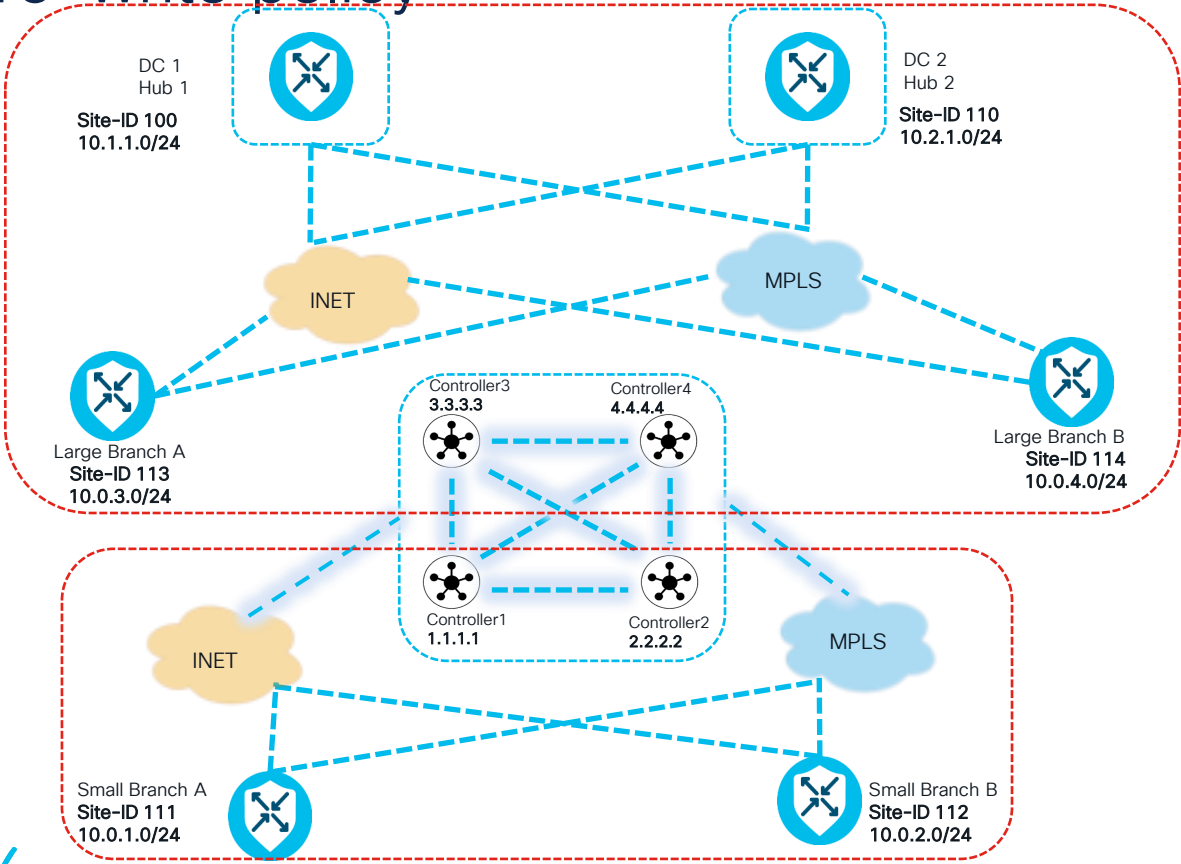 DC 1
Hub 1
Site-ID 100
10.1.1.0/24
DC 2
Hub 2
Site-ID 110
10.2.1.0/24
INET
MPLS
Large Branch A
Site-ID 113
10.0.3.0/24
Controller3
3.3.3.3
Controller4
4.4.4.4
Large Branch B
Site-ID 114
10.0.4.0/24
Controller1
1.1.1.1
Controller2
2.2.2.2
INET
MPLS
Small Branch A
Site-ID 111
10.0.1.0/24
Small Branch B
Site-ID 112
10.0.2.0/24